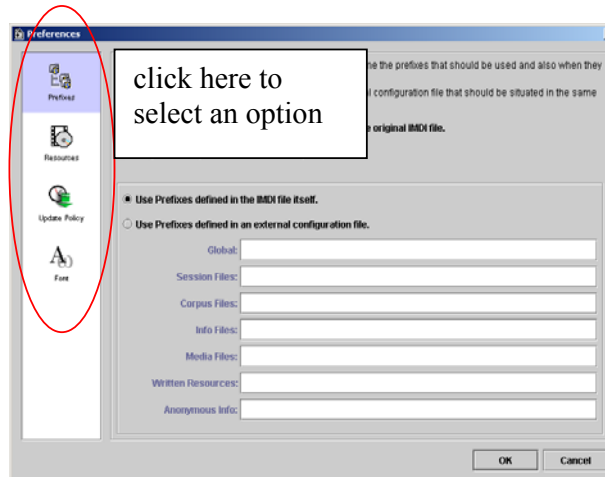 Preferences
Prefixes
Resources
Update Policy
Font
click here to
select an option
ne the prefixes that should be used and also when they
l configuration file that should be situated in the same
e original IMDI file.
Use Prefixes defined in the IMDI file itself.
Use Prefixes defined in an external configuration file.
Global:
Session Files:
Corpus Files:
Info Files:
Media Files:
Written Resources:
Anonymous Info:
OK Cancel